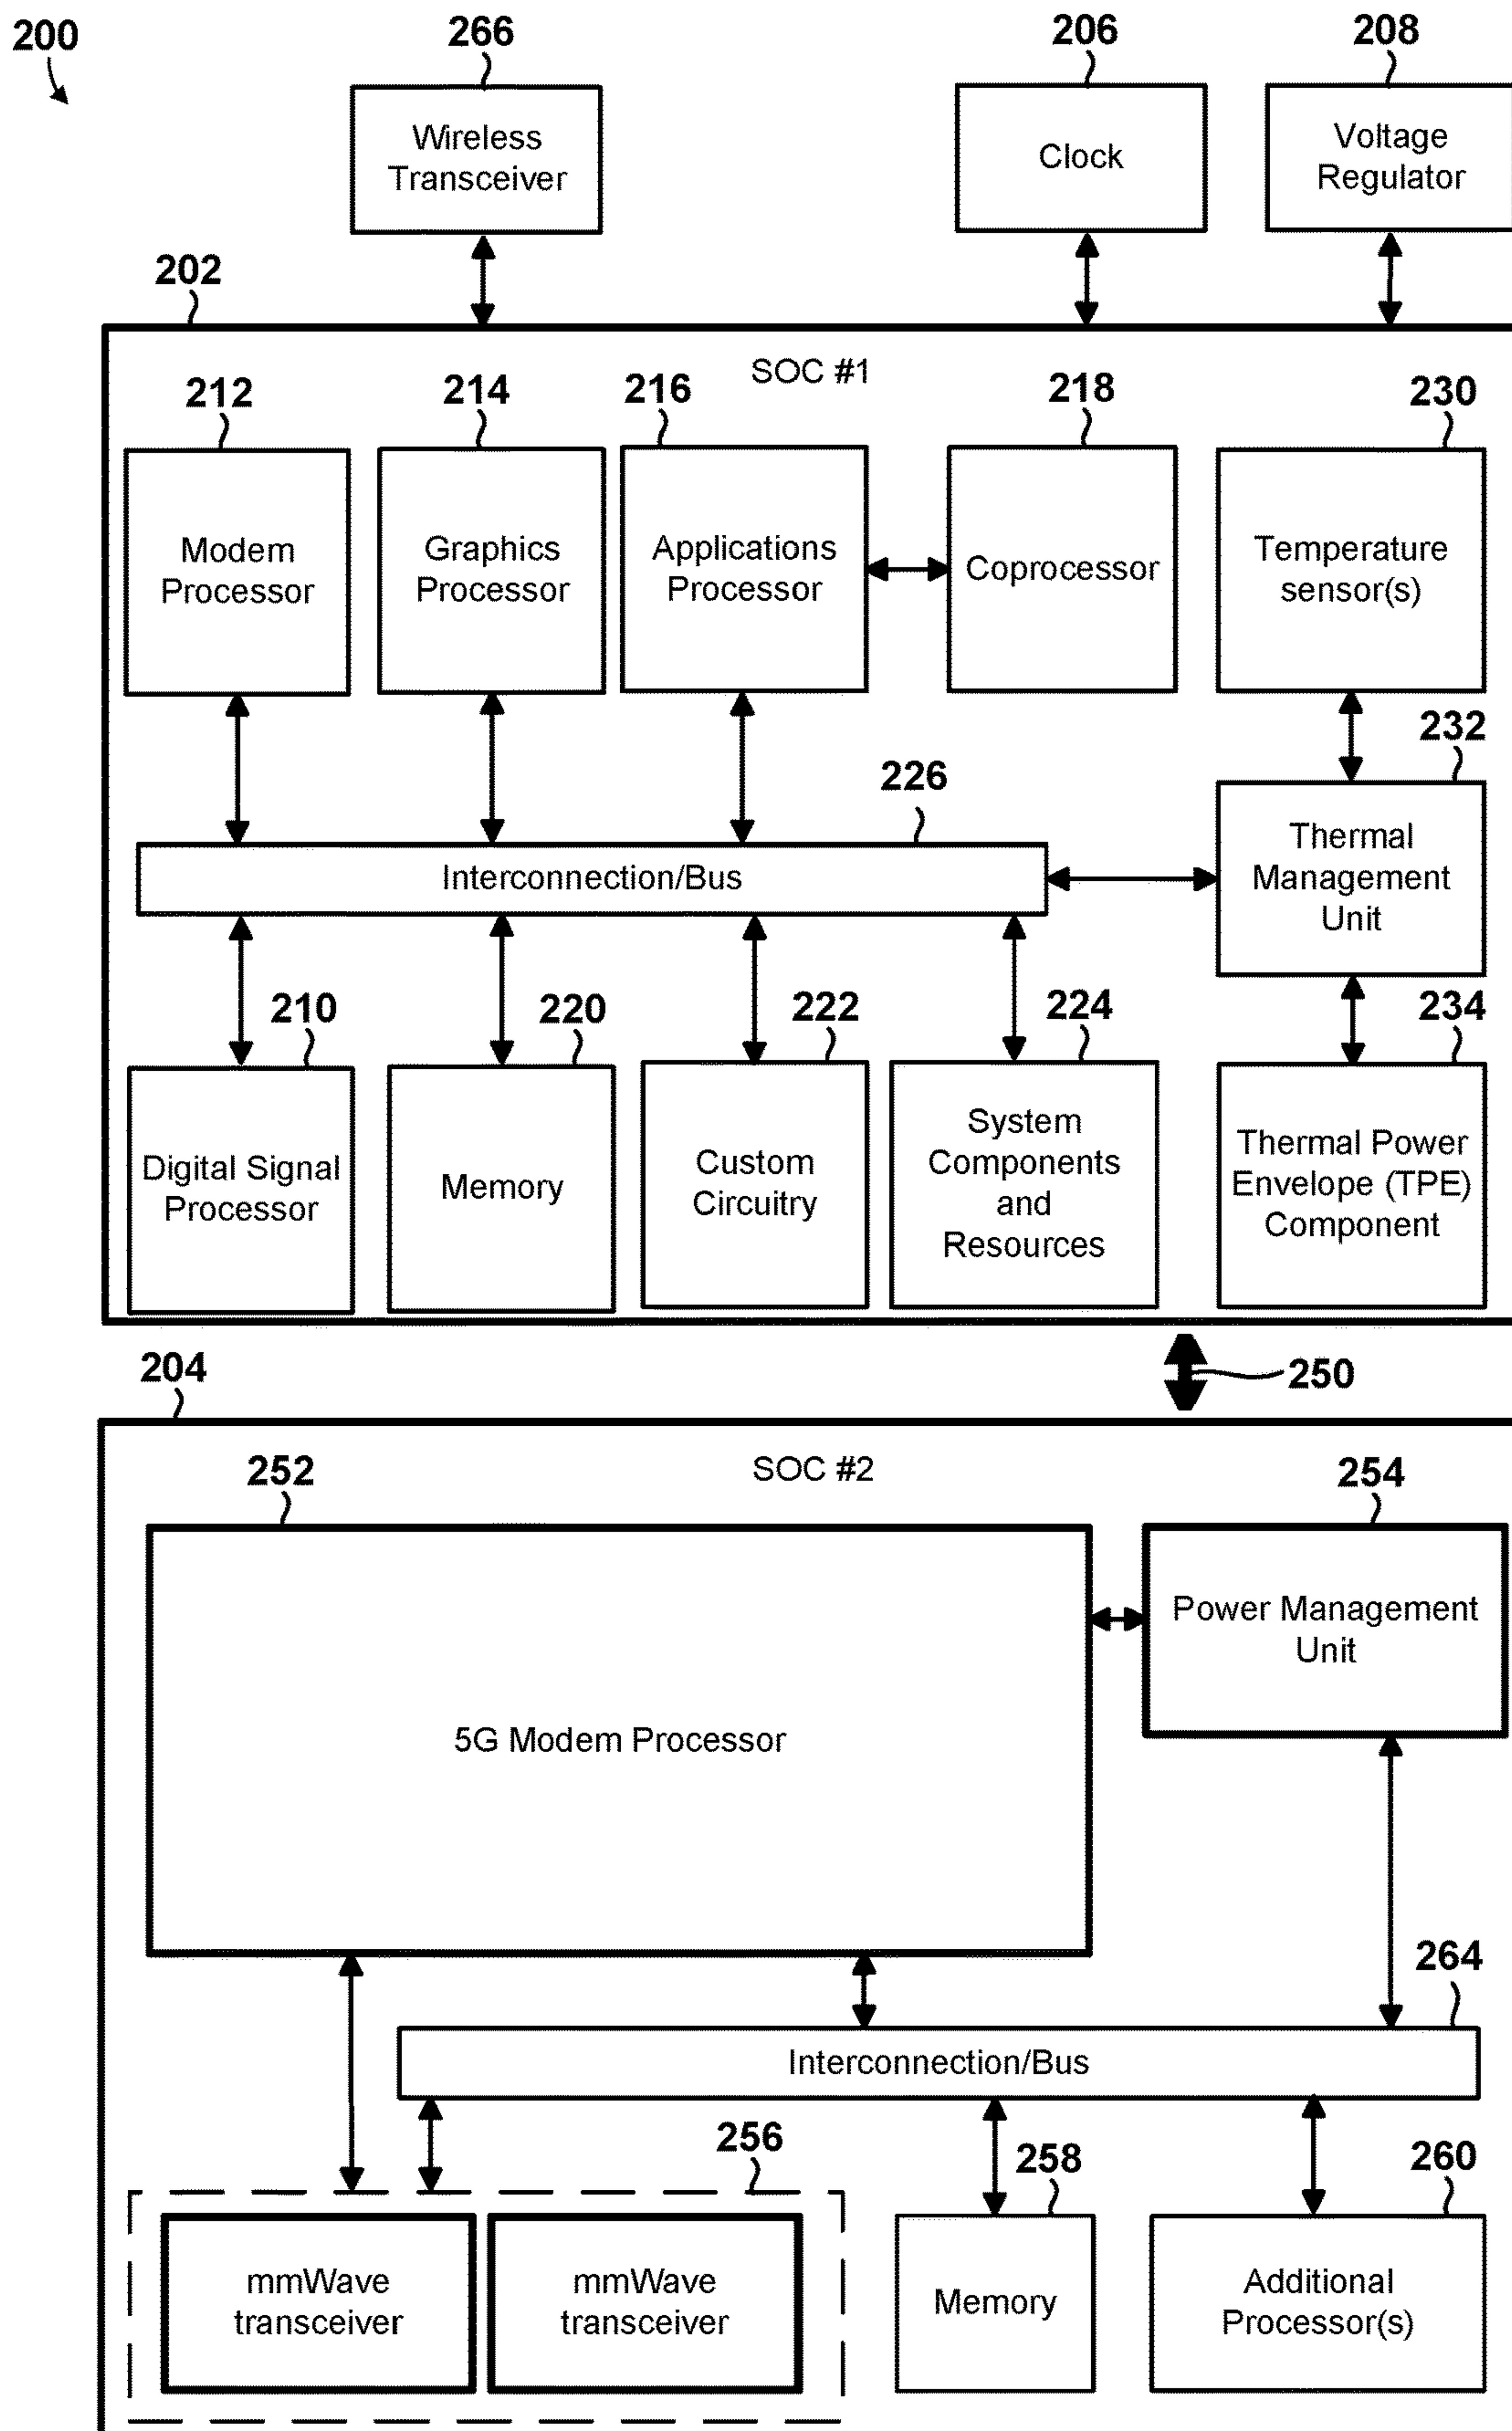 200
266
206
208
Wireless
Transceiver
Clock
Voltage
Regulator
202
SOC #1
212
214
216
218
230
Modem
Processor
Graphics
Processor
Applications
Processor
Coprocessor
Temperature
sensor(s)
232
226
Interconnection/Bus
Thermal
Management
Unit
210
220
222
224
234
Digital Signal
Processor
Memory
Custom
Circuitry
System
Components
and
Resources
Thermal Power
Envelope (TPE)
Component
250
204
SOC #2
252
254
5G Modem Processor
Power Management
Unit
264
Interconnection/Bus
256
258
260
mmWave
transceiver
mmWave
transceiver
Memory
Additional
Processor(s)